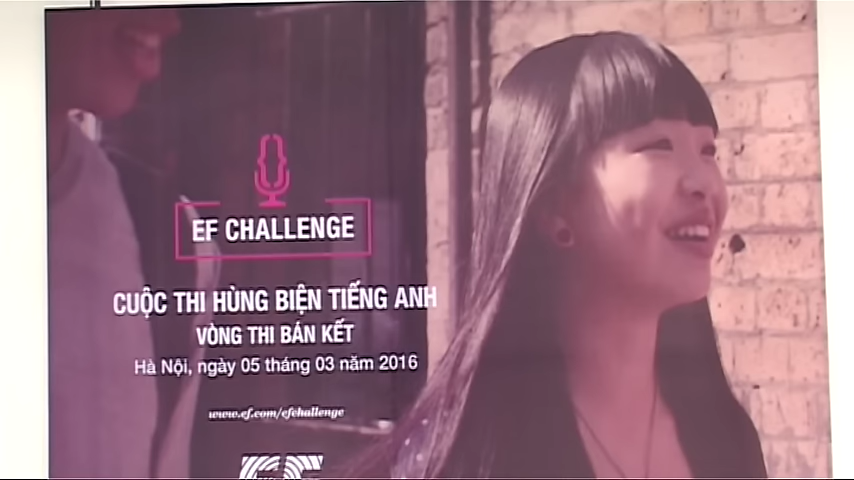 EF CHALLENGE
CUỘC THI HÙNG BIỆN TIẾNG ANH
VÒNG THI BÁN KẾT
Hà Nội, ngày 05 tháng 03 năm 2016
www.ef.com/efchallenge
EF